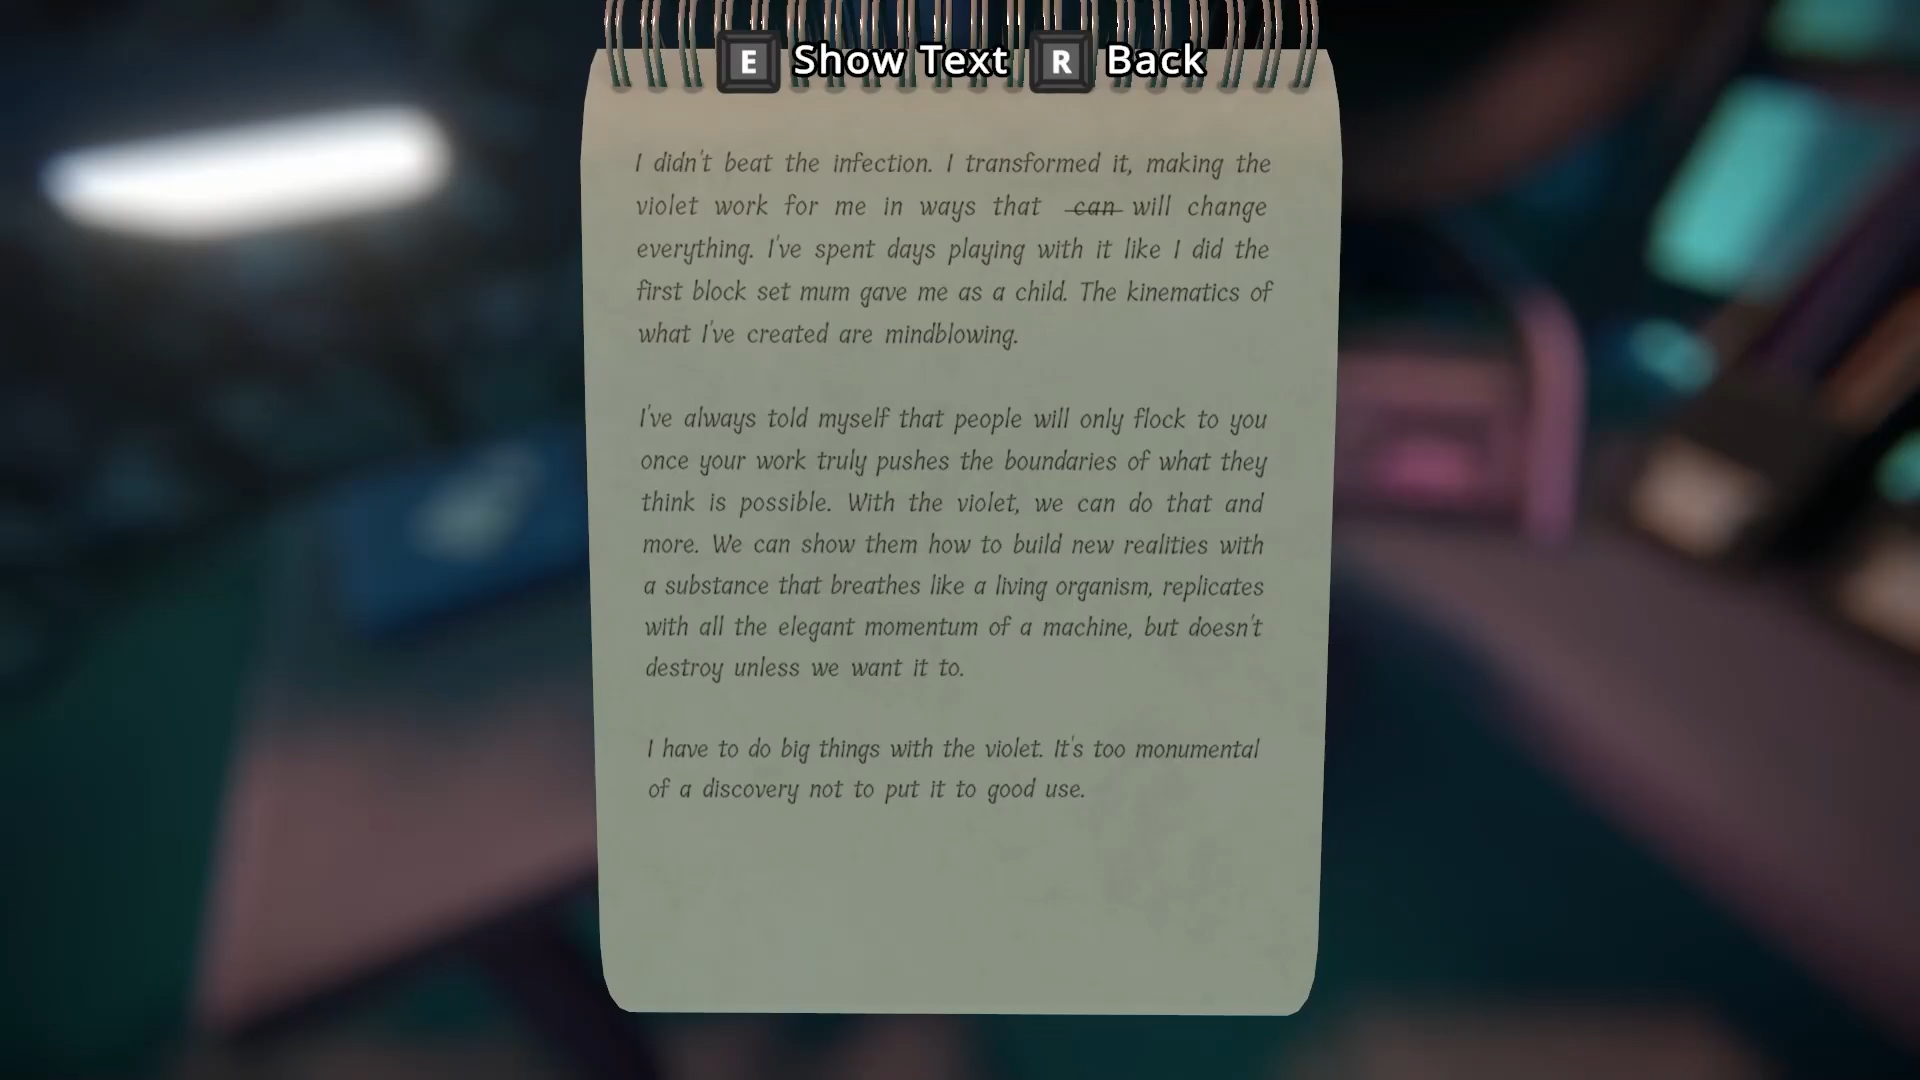 E Show Text R Back
I didn't beat the infection. I transformed it, making the
violet work for me in ways that can will change
everything. I've spent days playing with it like I did the
first block set mum gave me as a child. The kinematics of
what I've created are mindblowing.
I've always told myself that people will only flock to you
once your work truly pushes the boundaries of what they
think is possible. With the violet, we can do that and
more. We can show them how to build new realities with
a substance that breathes like a living organism, replicates
with all the elegant momentum of a machine, but doesn't
destroy unless we want it to.
I have to do big things with the violet. It's too monumental
of a discovery not to put it to good use.